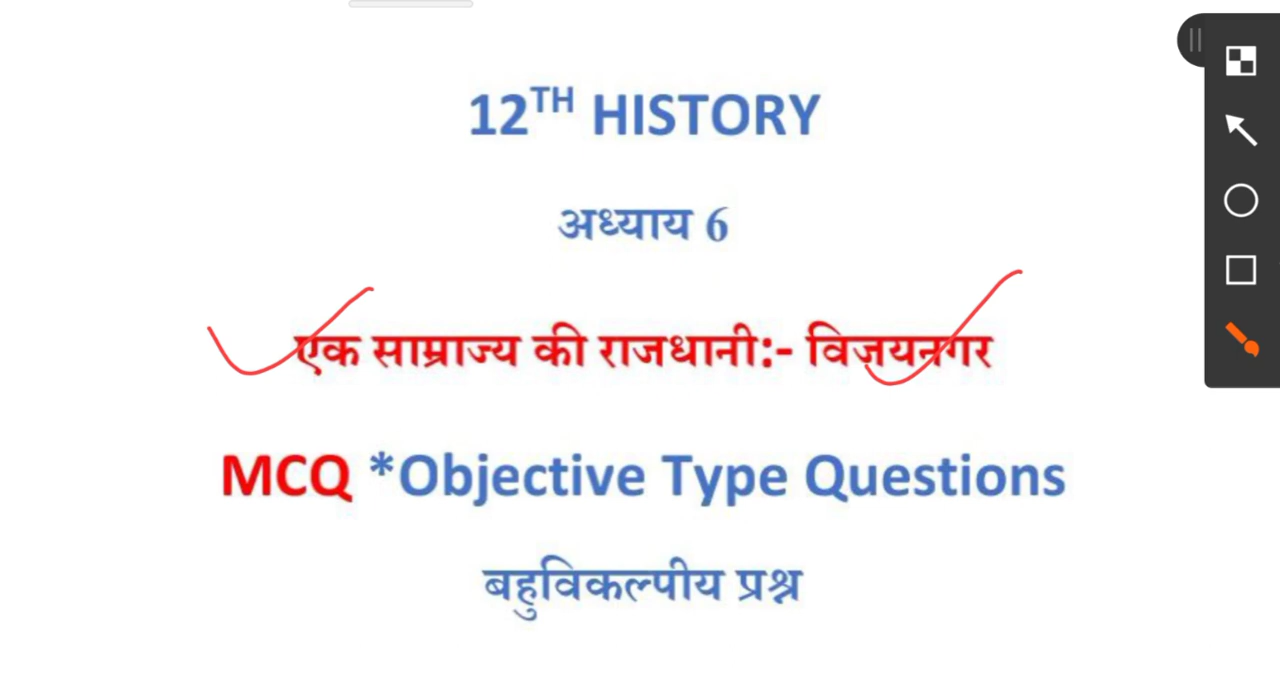 12TH HISTORY
अध्याय 6
एक साम्राज्य की राजधानी:- विजयनगर
MCQ *Objective Type Questions
बहुविकल्पीय प्रश्न